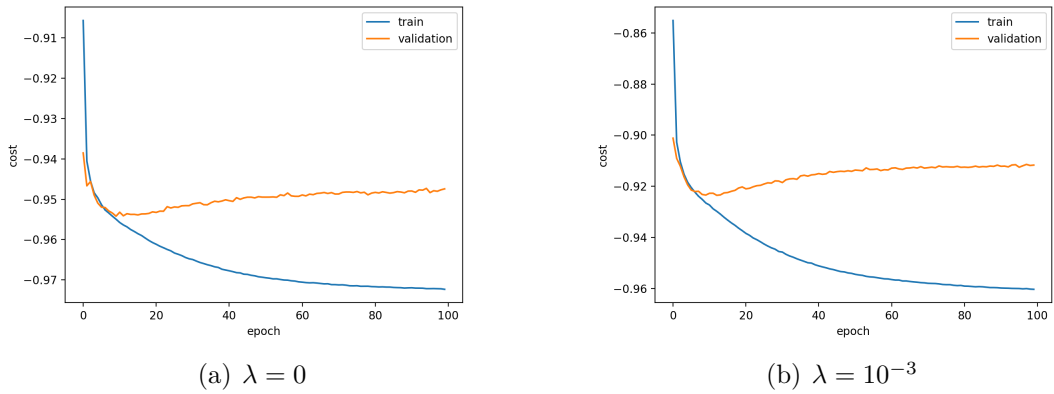 train
validation
−0.91
−0.92
−0.93
−0.94
−0.95
−0.96
−0.97
cost
0 20 40 60 80 100
epoch
(a) λ = 0
train
validation
−0.86
−0.88
−0.90
−0.92
−0.94
−0.96
cost
0 20 40 60 80 100
epoch
(b) λ = 10⁻³